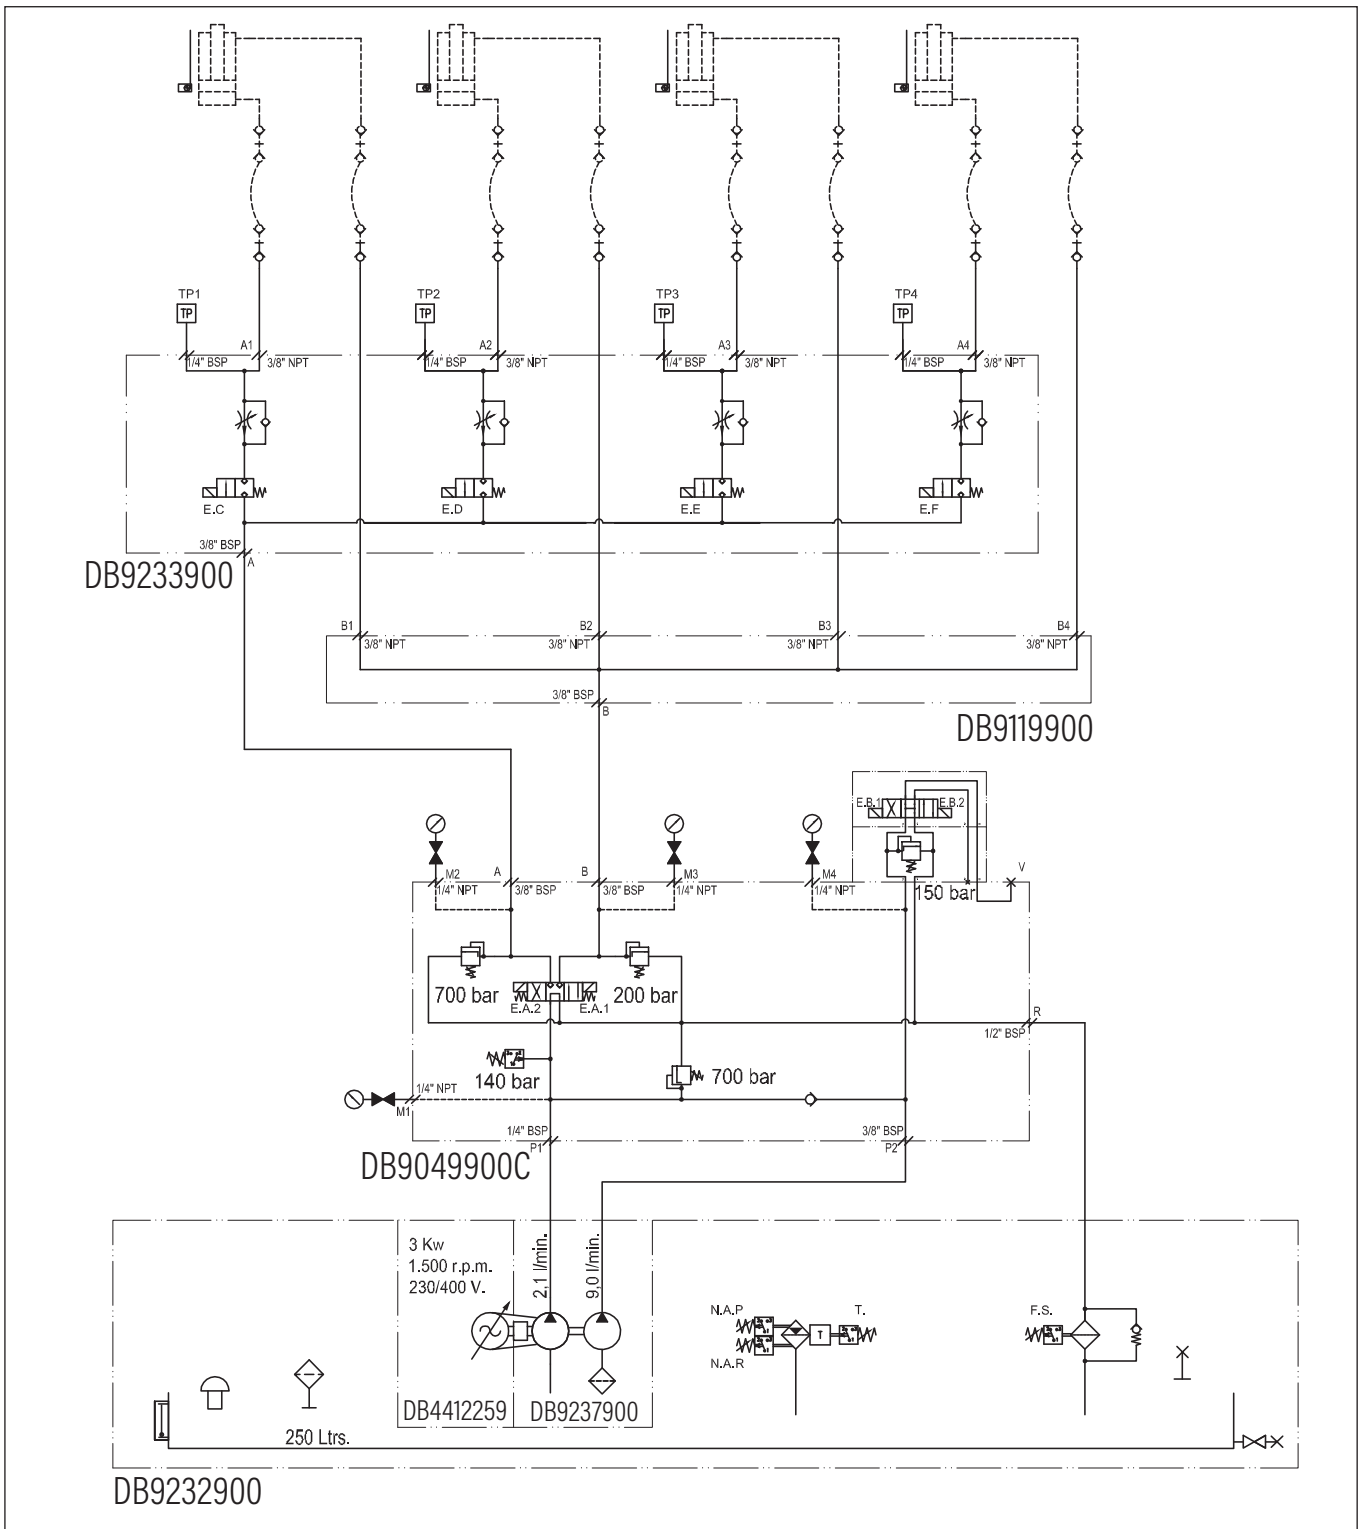 TP1
TP2
TP3
TP4
TP
TP
TP
TP
A1
A2
A3
A4
1/4" BSP
3/8" NPT
1/4" BSP
3/8" NPT
1/4" BSP
3/8" NPT
1/4" BSP
3/8" NPT
E.C
E.D
E.E
E.F
3/8" BSP
A
DB9233900
B1
B2
B3
B4
3/8" NPT
3/8" NPT
3/8" NPT
3/8" NPT
3/8" BSP
B
DB9119900
E.B.1
E.B.2
M2
A
B
M3
M4
V
1/4" NPT
3/8" BSP
3/8" BSP
1/4" NPT
1/4" NPT
150 bar
700 bar
200 bar
E.A.2
E.A.1
R
1/2" BSP
140 bar
700 bar
1/4" NPT
M1
1/4" BSP
3/8" BSP
P1
P2
DB9049900C
3 Kw
1.500 r.p.m.
230/400 V.
2,1 l/min.
9,0 l/min.
N.A.P
T.
F.S.
T
N.A.R
DB4412259
DB9237900
250 Ltrs.
DB9232900